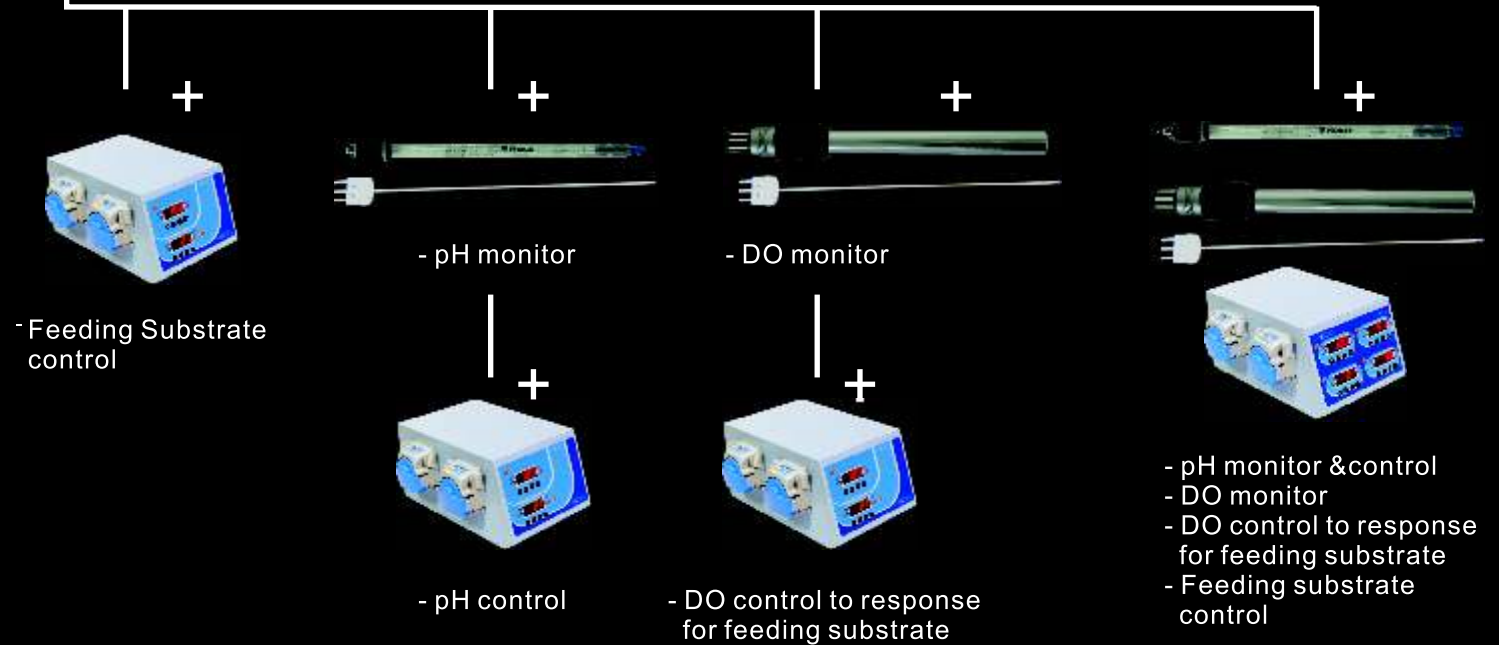 - pH monitor
- DO monitor
- Feeding Substrate
control
- pH monitor &control
- DO monitor
- DO control to response
for feeding substrate
- Feeding substrate
control
- pH control
- DO control to response
for feeding substrate